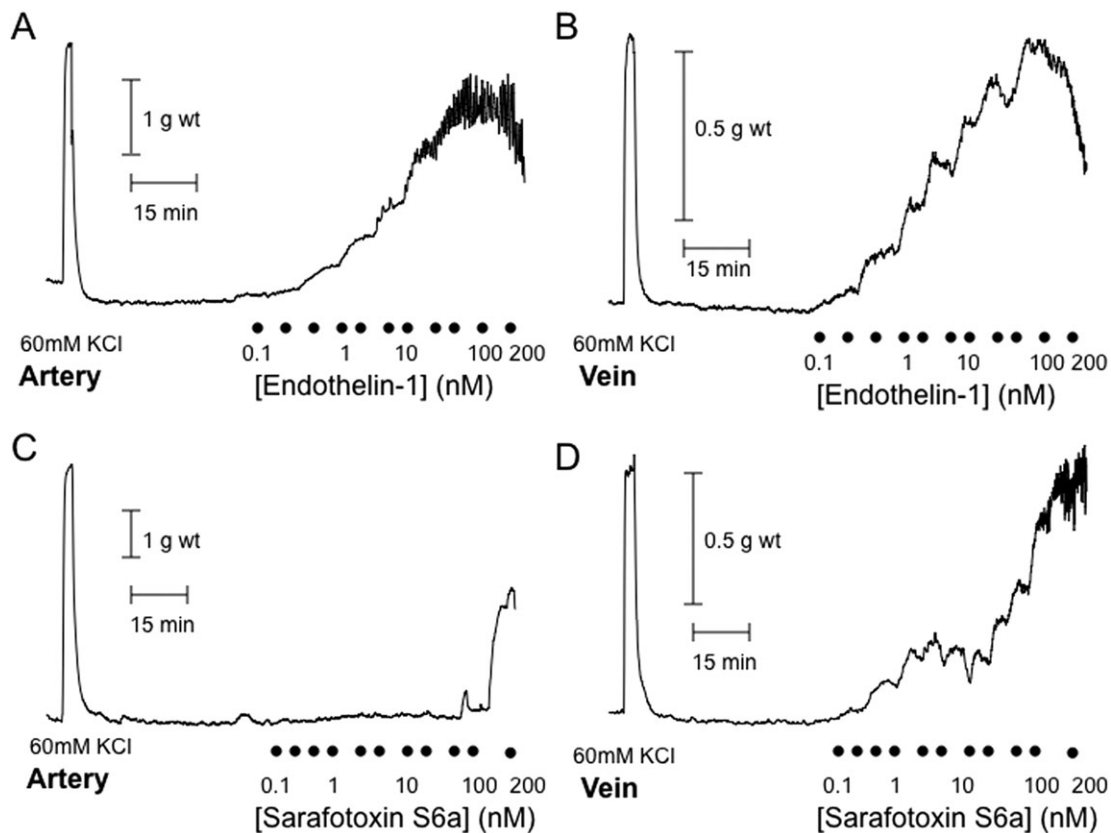 A
1 g wt
15 min
60mM KCl
Artery
0.1 1 10 100 200
[Endothelin-1] (nM)
B
0.5 g wt
15 min
60mM KCl
Vein
0.1 1 10 100 200
[Endothelin-1] (nM)
C
1 g wt
15 min
60mM KCl
Artery
0.1 1 10 100 200
[Sarafotoxin S6a] (nM)
D
0.5 g wt
15 min
60mM KCl
Vein
0.1 1 10 100 200
[Sarafotoxin S6a] (nM)